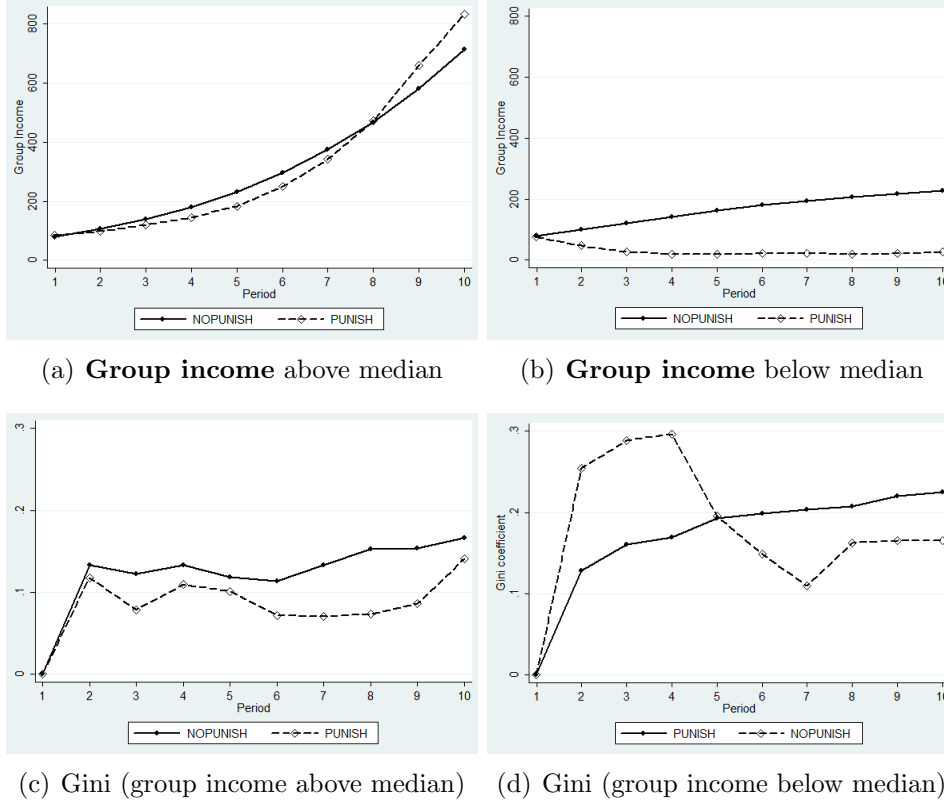 800
600
400
200
0
Group Income
1 2 3 4 5 6 7 8 9 10
Period
NOPUNISH PUNISH
(a) Group income above median
800
600
400
200
0
Group Income
1 2 3 4 5 6 7 8 9 10
Period
NOPUNISH PUNISH
(b) Group income below median
.3
.2
.1
0
1 2 3 4 5 6 7 8 9 10
Period
NOPUNISH PUNISH
(c) Gini (group income above median)
.3
.2
.1
0
Gini coefficient
1 2 3 4 5 6 7 8 9 10
Period
PUNISH NOPUNISH
(d) Gini (group income below median)